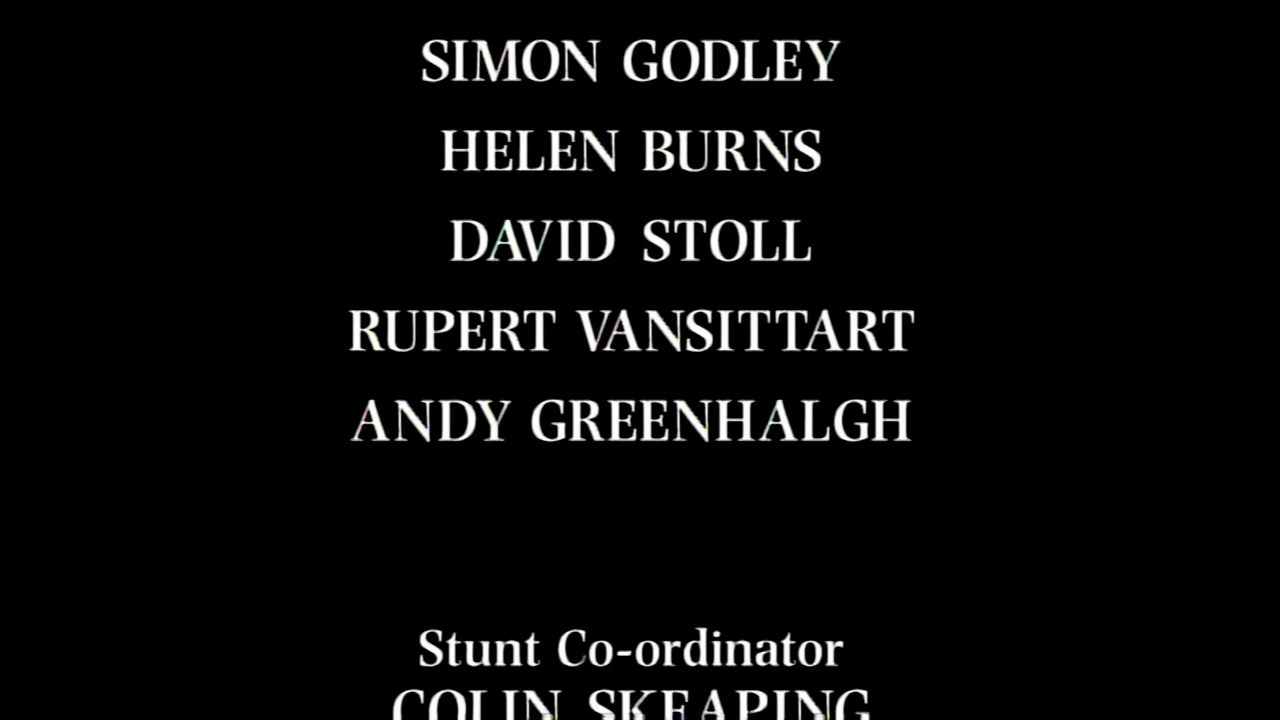 SIMON GODLEY
HELEN BURNS
DAVID STOLL
RUPERT VANSITTART
ANDY GREENHALGH
Stunt Co-ordinator
COLIN SKEAPING